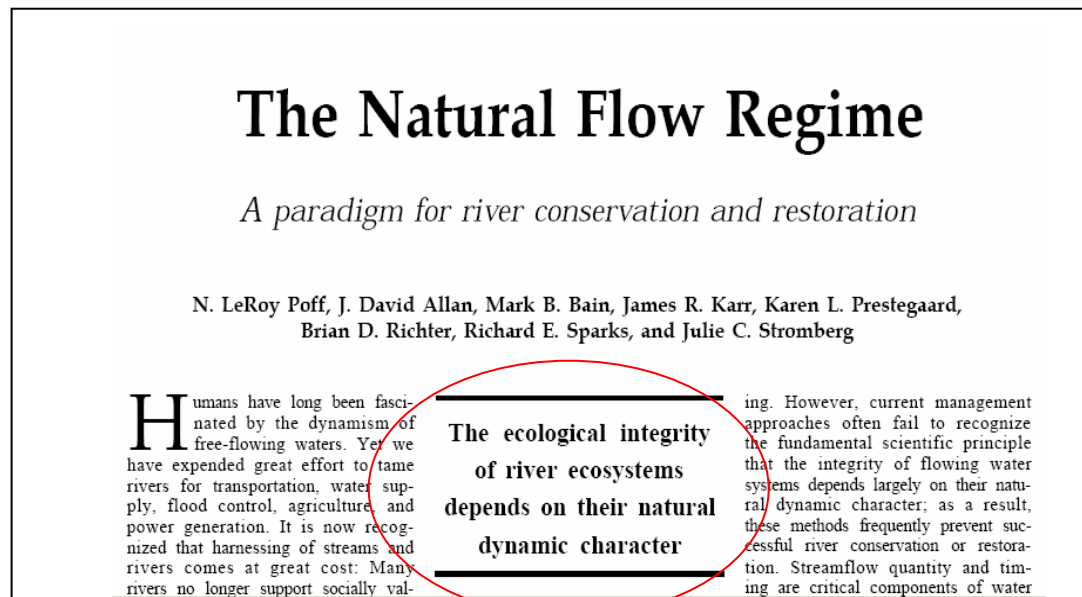 The Natural Flow Regime
A paradigm for river conservation and restoration
N. LeRoy Poff, J. David Allan, Mark B. Bain, James R. Karr, Karen L. Prestegaard,
Brian D. Richter, Richard E. Sparks, and Julie C. Stromberg
Humans have long been fasci-
nated by the dynamism of
free-flowing waters. Yet we
have expended great effort to tame
rivers for transportation, water sup-
ply, flood control, agriculture, and
power generation. It is now recog-
nized that harnessing of streams and
rivers comes at great cost: Many
rivers no longer support socially val-
The ecological integrity
of river ecosystems
depends on their natural
dynamic character
ing. However, current management
approaches often fail to recognize
the fundamental scientific principle
that the integrity of flowing water
systems depends largely on their natu-
ral dynamic character; as a result,
these methods frequently prevent suc-
cessful river conservation or restora-
tion. Streamflow quantity and tim-
ing are critical components of water